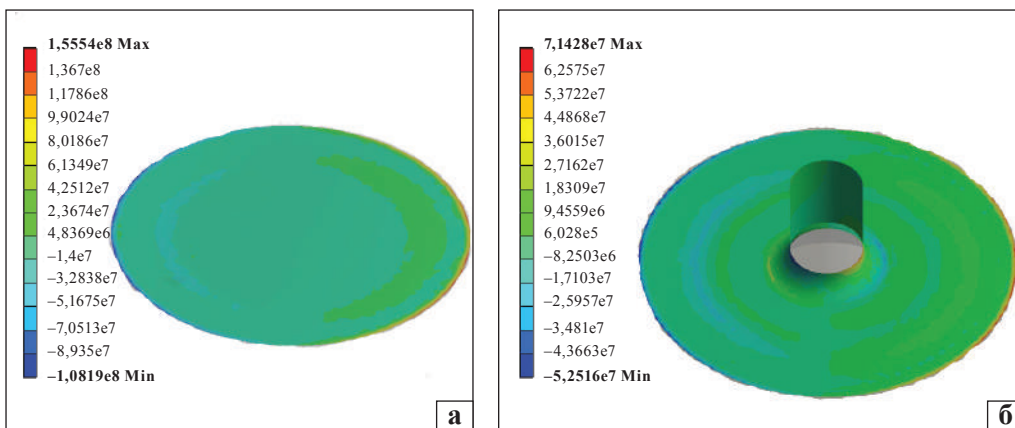 1,5554e8 Max
1,367e8
1,1786e8
9,9024e7
8,0186e7
6,1349e7
4,2512e7
2,3674e7
4,8369e6
−1,4e7
−3,2838e7
−5,1675e7
−7,0513e7
−8,935e7
−1,0819e8 Min
а
7,1428e7 Max
6,2575e7
5,3722e7
4,4868e7
3,6015e7
2,7162e7
1,8309e7
9,4559e6
6,028e5
−8,2503e6
−1,7103e7
−2,5957e7
−3,481e7
−4,3663e7
−5,2516e7 Min
б